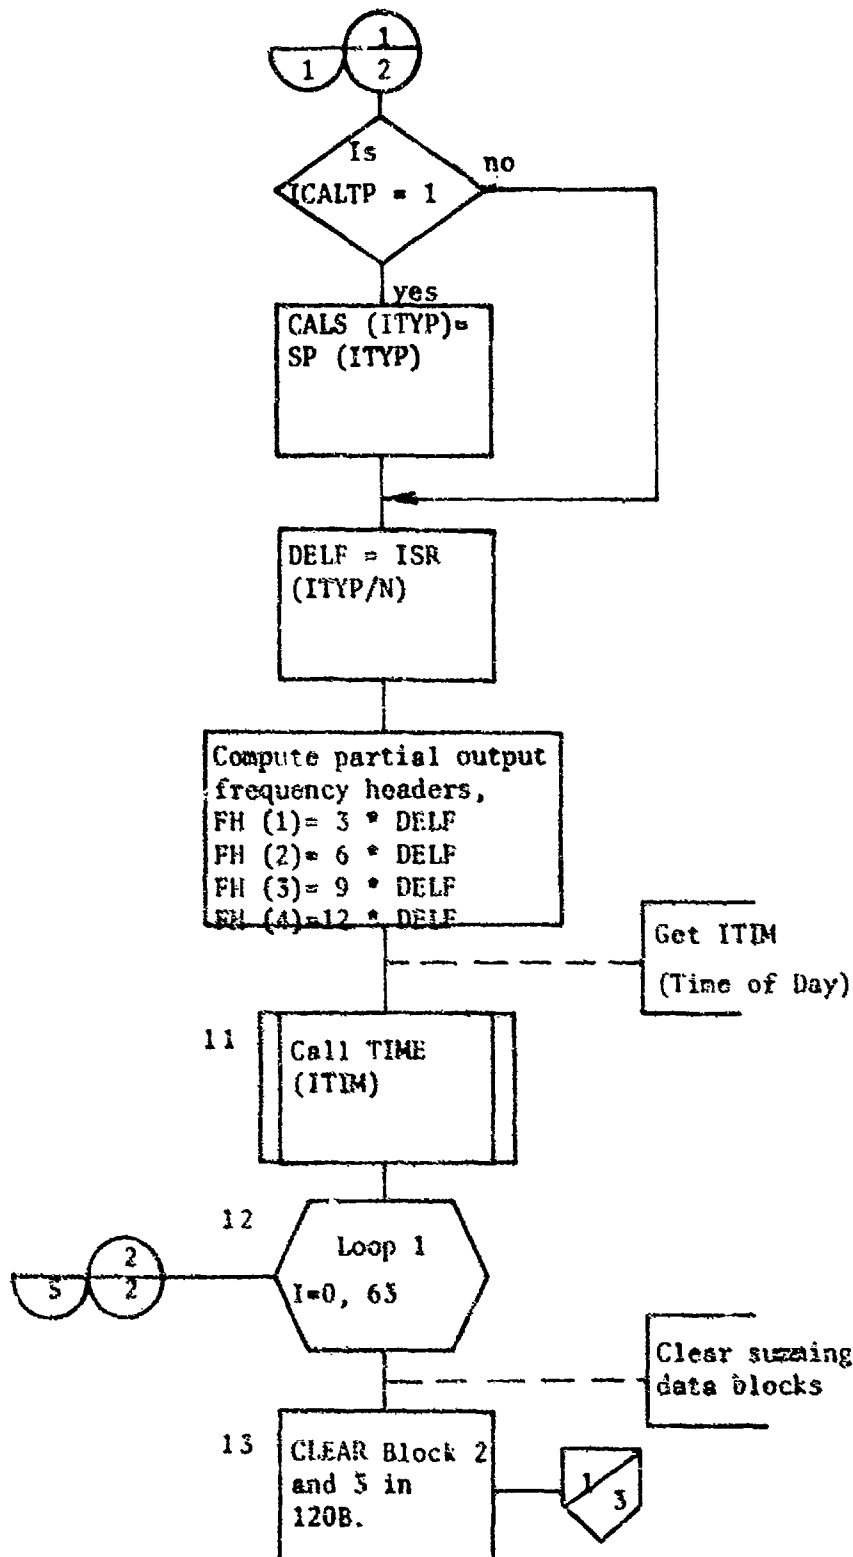 1
1
2
Is
ICALTP = 1
no
yes
CALS (ITYP)=
SP (ITYP)
DELF = ISR
(ITYP/N)
Compute partial output
frequency headers,
FH (1)= 3 * DELF
FH (2)= 6 * DELF
FH (3)= 9 * DELF
FH (4)=12 * DELF
Get ITIM
(Time of Day)
11
Call TIME
(ITIM)
12
Loop 1
I=0, 63
2
2
Clear summing
data blocks
13
CLEAR Block 2
and 3 in
120B.
1
3